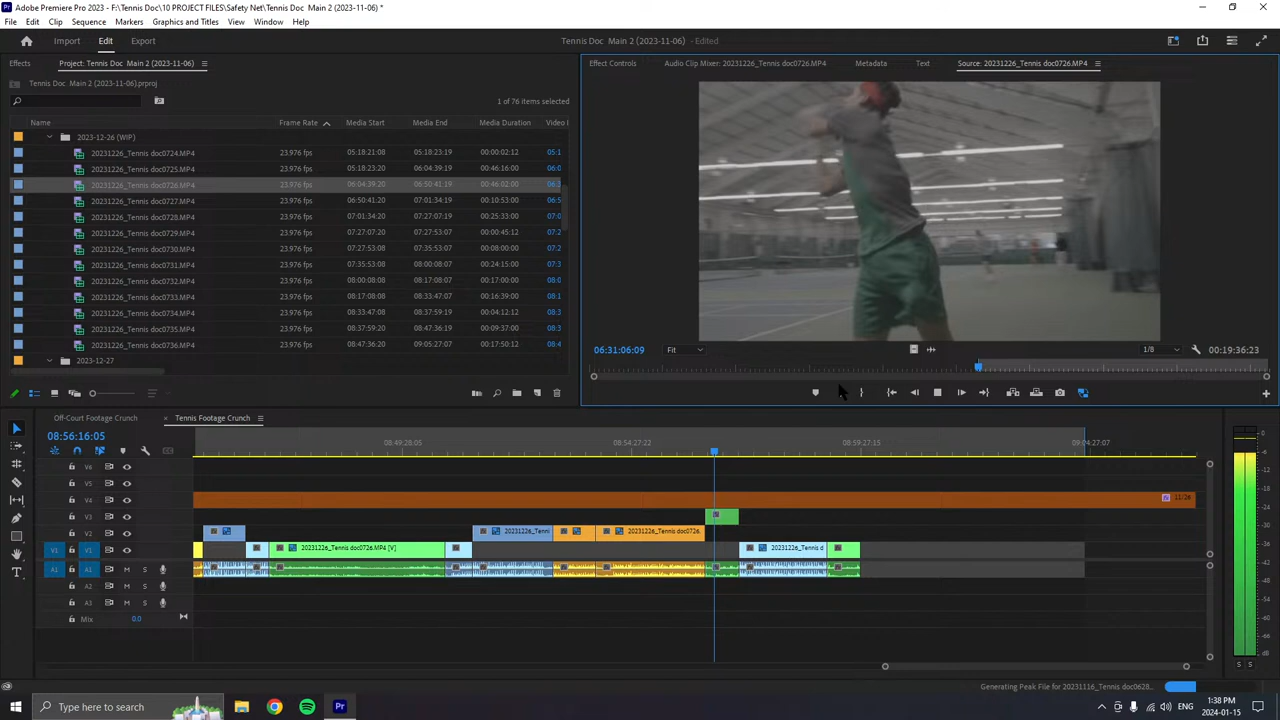 Adobe Premiere Pro 2023 - F:\Tennis Doc\10 PROJECT FILES\Safety Net\Tennis Doc Main 2 (2023-11-06) *
File Edit Clip Sequence Markers Graphics and Titles View Window Help
Import Edit Export Tennis Doc Main 2 (2023-11-06) - Edited
Effects Project: Tennis Doc Main 2 (2023-11-06) Effect Controls Audio Clip Mixer: 20231226_Tennis doc0726.MP4 Metadata Text Source: 20231226_Tennis doc0726.MP4
Tennis Doc Main 2 (2023-11-06).prproj
1 of 76 items selected
Name Frame Rate Media Start Media End Media Duration Video I
2023-12-26 (WIP)
20231226_Tennis doc0724.MP4 23.976 fps 05:18:21:08 05:18:23:19 00:00:02:12 05:1
20231226_Tennis doc0725.MP4 23.976 fps 05:18:23:20 06:04:39:19 00:46:16:00 06:0
20231226_Tennis doc0726.MP4 23.976 fps 06:04:39:20 06:50:41:19 00:46:02:00 06:3
20231226_Tennis doc0727.MP4 23.976 fps 06:50:41:20 07:01:34:19 00:10:53:00 06:5
20231226_Tennis doc0728.MP4 23.976 fps 07:01:34:20 07:27:07:19 00:25:33:00 07:0
20231226_Tennis doc0729.MP4 23.976 fps 07:27:07:20 07:27:53:07 00:00:45:12 07:2
20231226_Tennis doc0730.MP4 23.976 fps 07:27:53:08 07:35:53:07 00:08:00:00 07:2
20231226_Tennis doc0731.MP4 23.976 fps 07:35:53:08 08:00:08:07 00:24:15:00 07:3
20231226_Tennis doc0732.MP4 23.976 fps 08:00:08:08 08:17:08:07 00:17:00:00 08:0
20231226_Tennis doc0733.MP4 23.976 fps 08:17:08:08 08:33:47:07 00:16:39:00 08:1
20231226_Tennis doc0734.MP4 23.976 fps 08:33:47:08 08:37:59:19 00:04:12:12 08:3
20231226_Tennis doc0735.MP4 23.976 fps 08:37:59:20 08:47:36:19 00:09:37:00 08:3
20231226_Tennis doc0736.MP4 23.976 fps 08:47:36:20 09:05:27:07 00:17:50:12 08:4
2023-12-27
06:31:06:09 Fit 1/8 00:19:36:23
Off-Court Footage Crunch × Tennis Footage Crunch
08:56:16:05
08:49:28:05 08:54:27:22 08:59:27:15 09:04:27:07
V6
V5
V4 11/26
V3
V2 20231226_Tenni 20231226_Tennis doc0726.
V1 V1 20231226_Tennis doc0726.MP4 [V] 20231226_Tennis d
A1 A1 M S
A2 M S
A3 M S
Mix 0.0
0
-6
-12
-18
-24
-30
-36
-42
-48
-54
dB
S S
Generating Peak File for 20231116_Tennis doc0628...
Type here to search
ENG 1:38 PM
2024-01-15